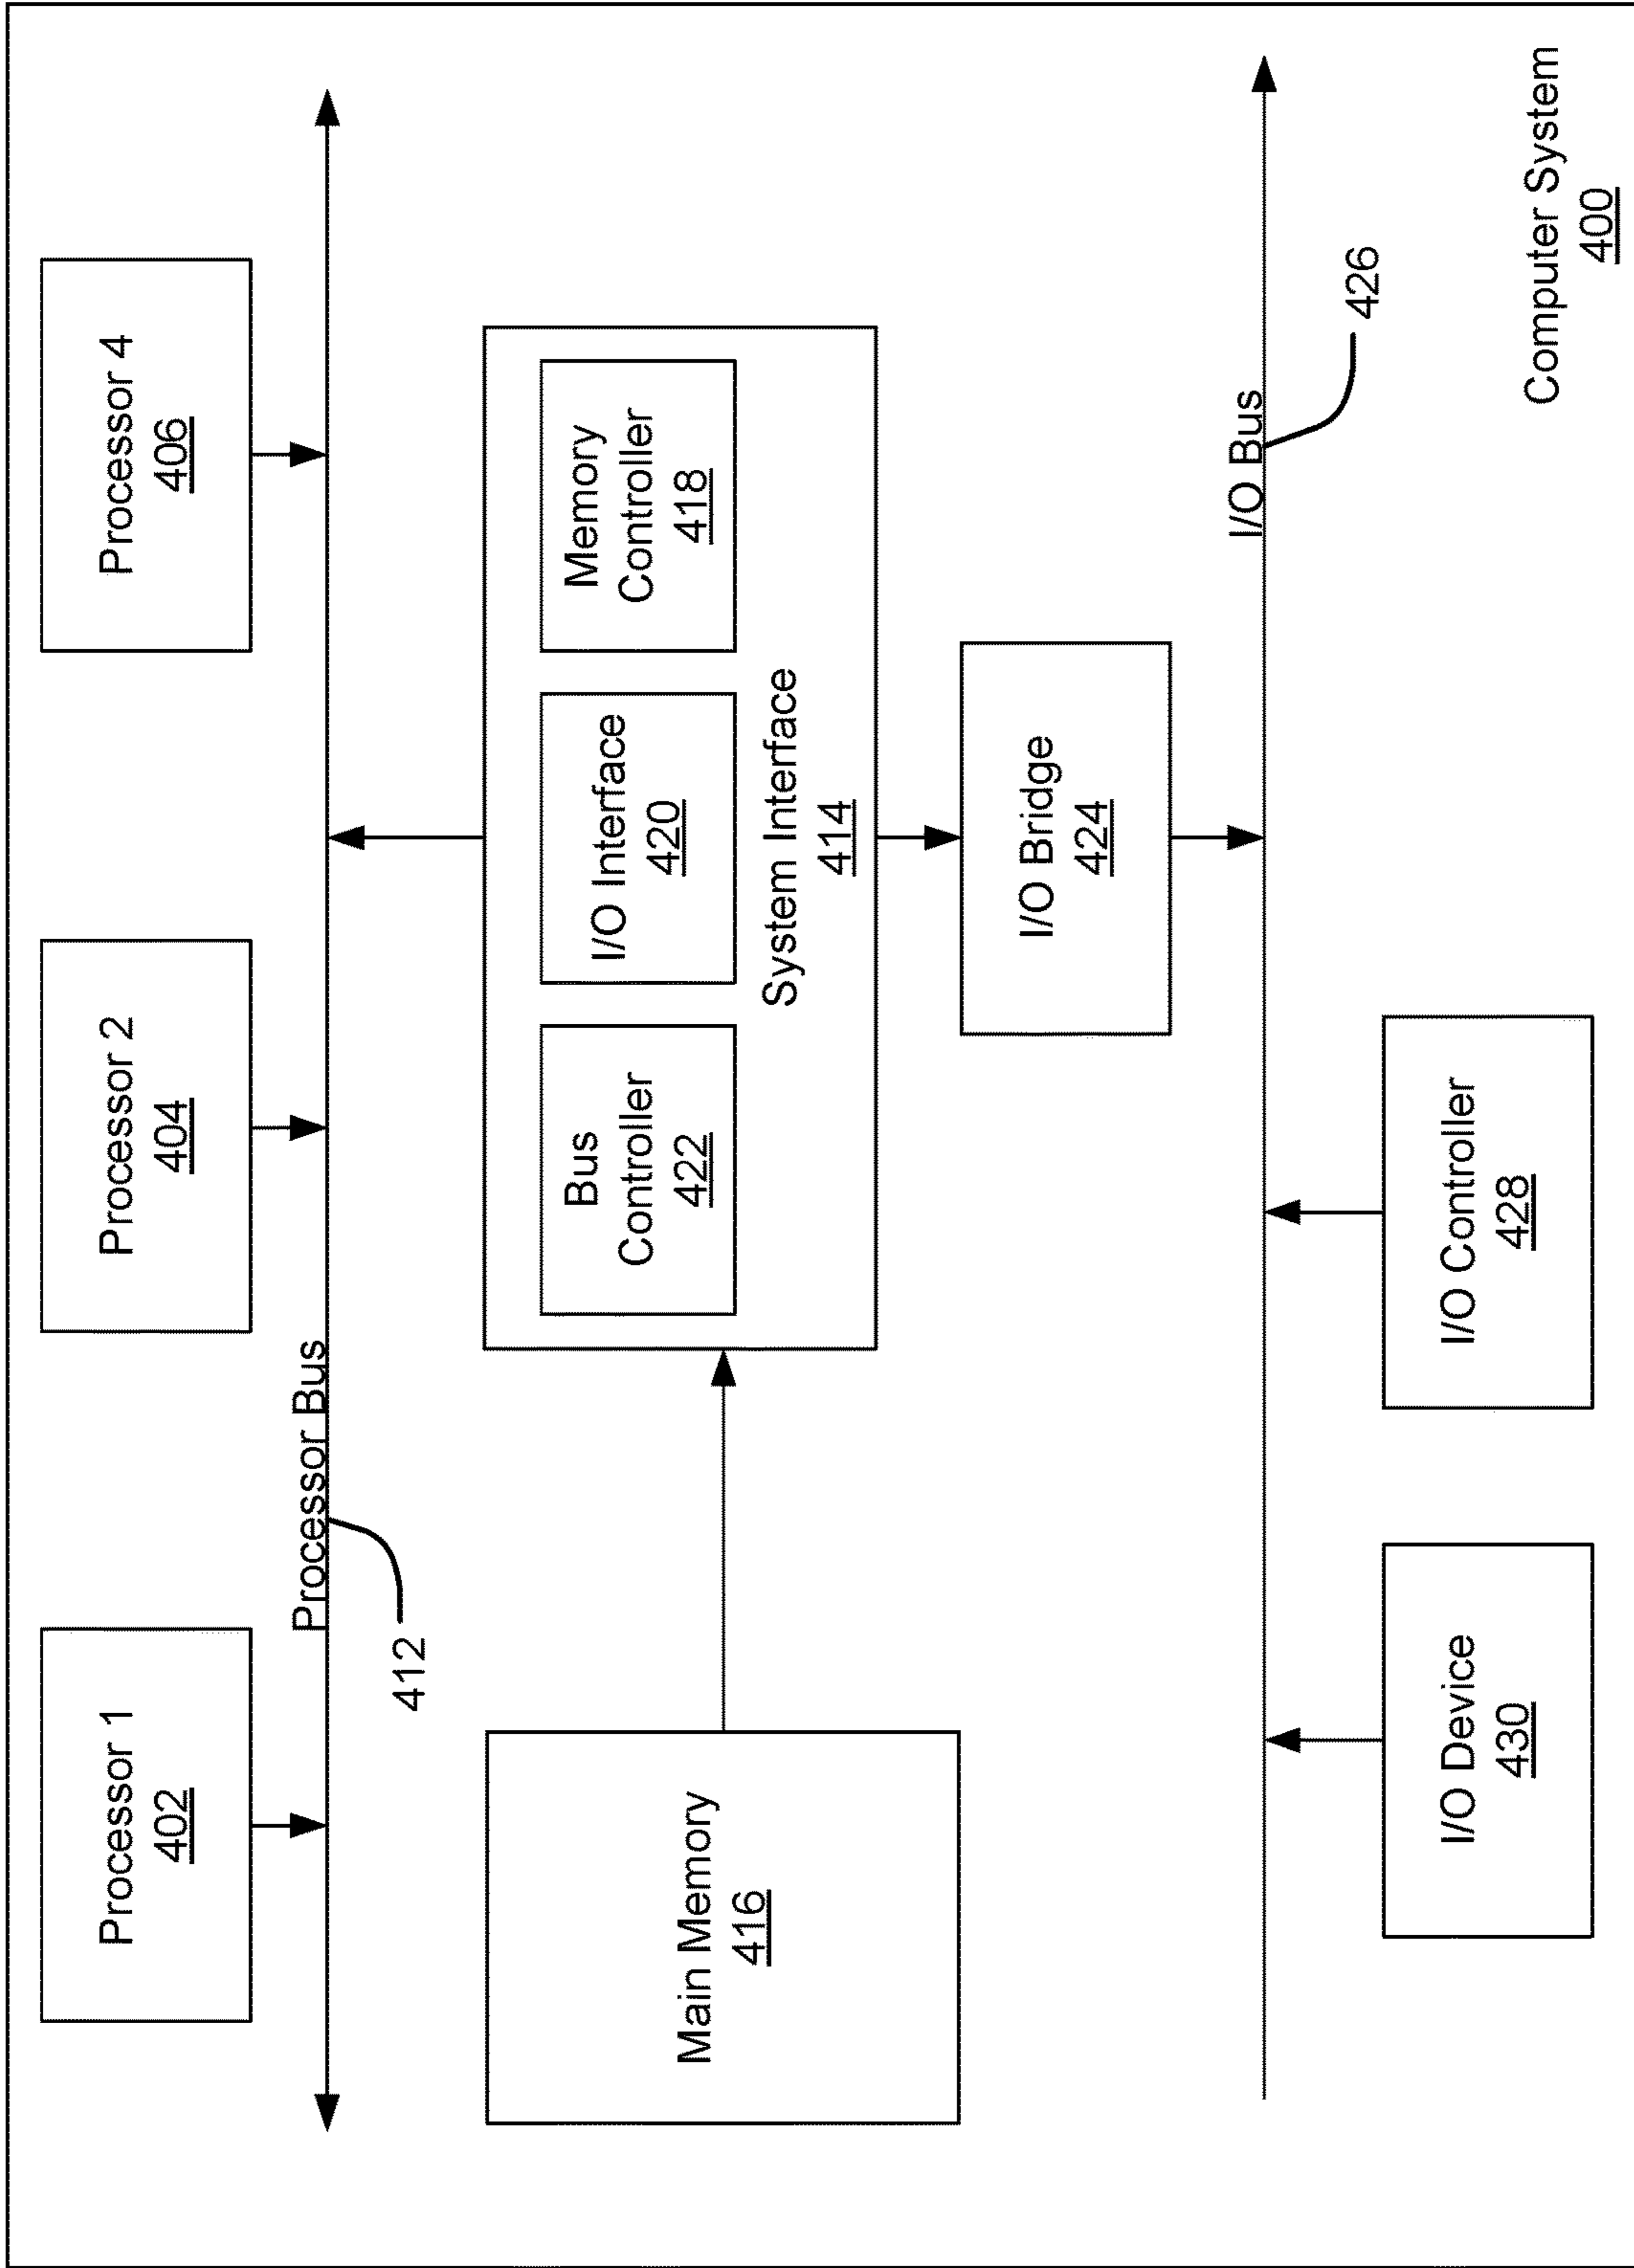 Processor 1
402
Processor 2
404
Processor 4
406
Processor Bus
412
Main Memory
416
Bus
Controller
422
I/O Interface
420
Memory
Controller
418
System Interface
414
I/O Bridge
424
I/O Bus
426
I/O Device
430
I/O Controller
428
Computer System
400